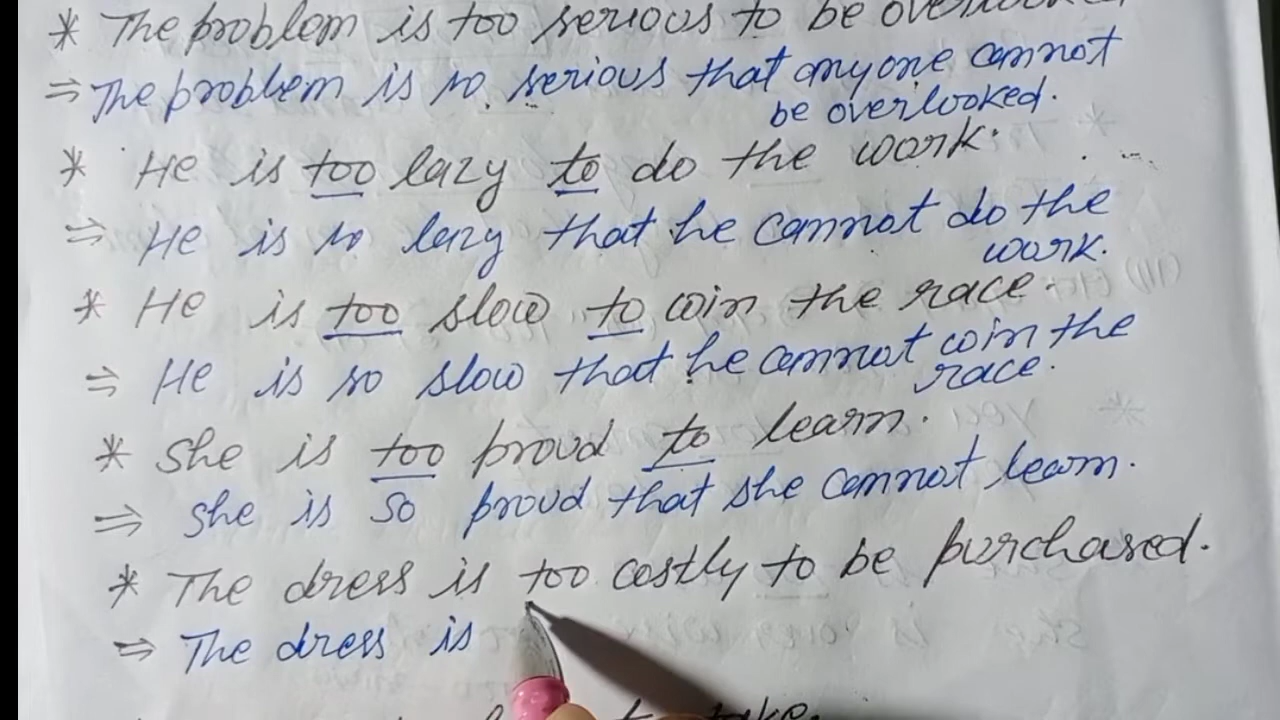 * The problem is too serious to be overlooked
⇒ The problem is so serious that anyone cannot
be overlooked.
* He is too lazy to do the work.
⇒ He is so lazy that he cannot do the
work.
* He is too slow to win the race.
⇒ He is so slow that he cannot win the
race.
* She is too proud to learn.
⇒ she is so proud that she cannot learn.
* The dress is too costly to be purchased.
⇒ The dress is
to take.